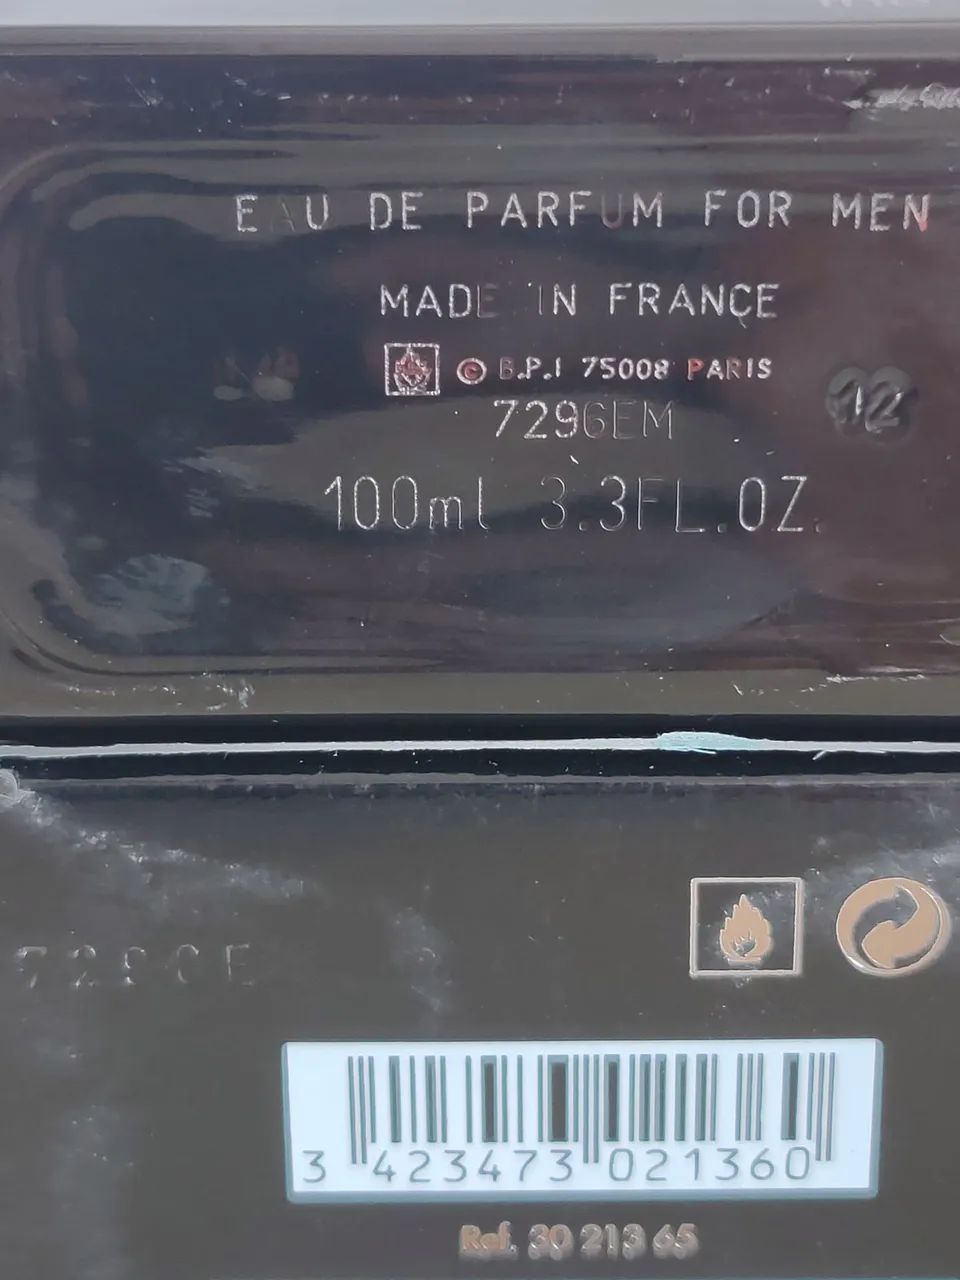 EAU DE PARFUM FOR MEN
MADE IN FRANCE
© B.P.I 75008 PARIS
7296EM
12
100ml 3.3FL.OZ.
3 423473 021360
Ref. 30 213 65